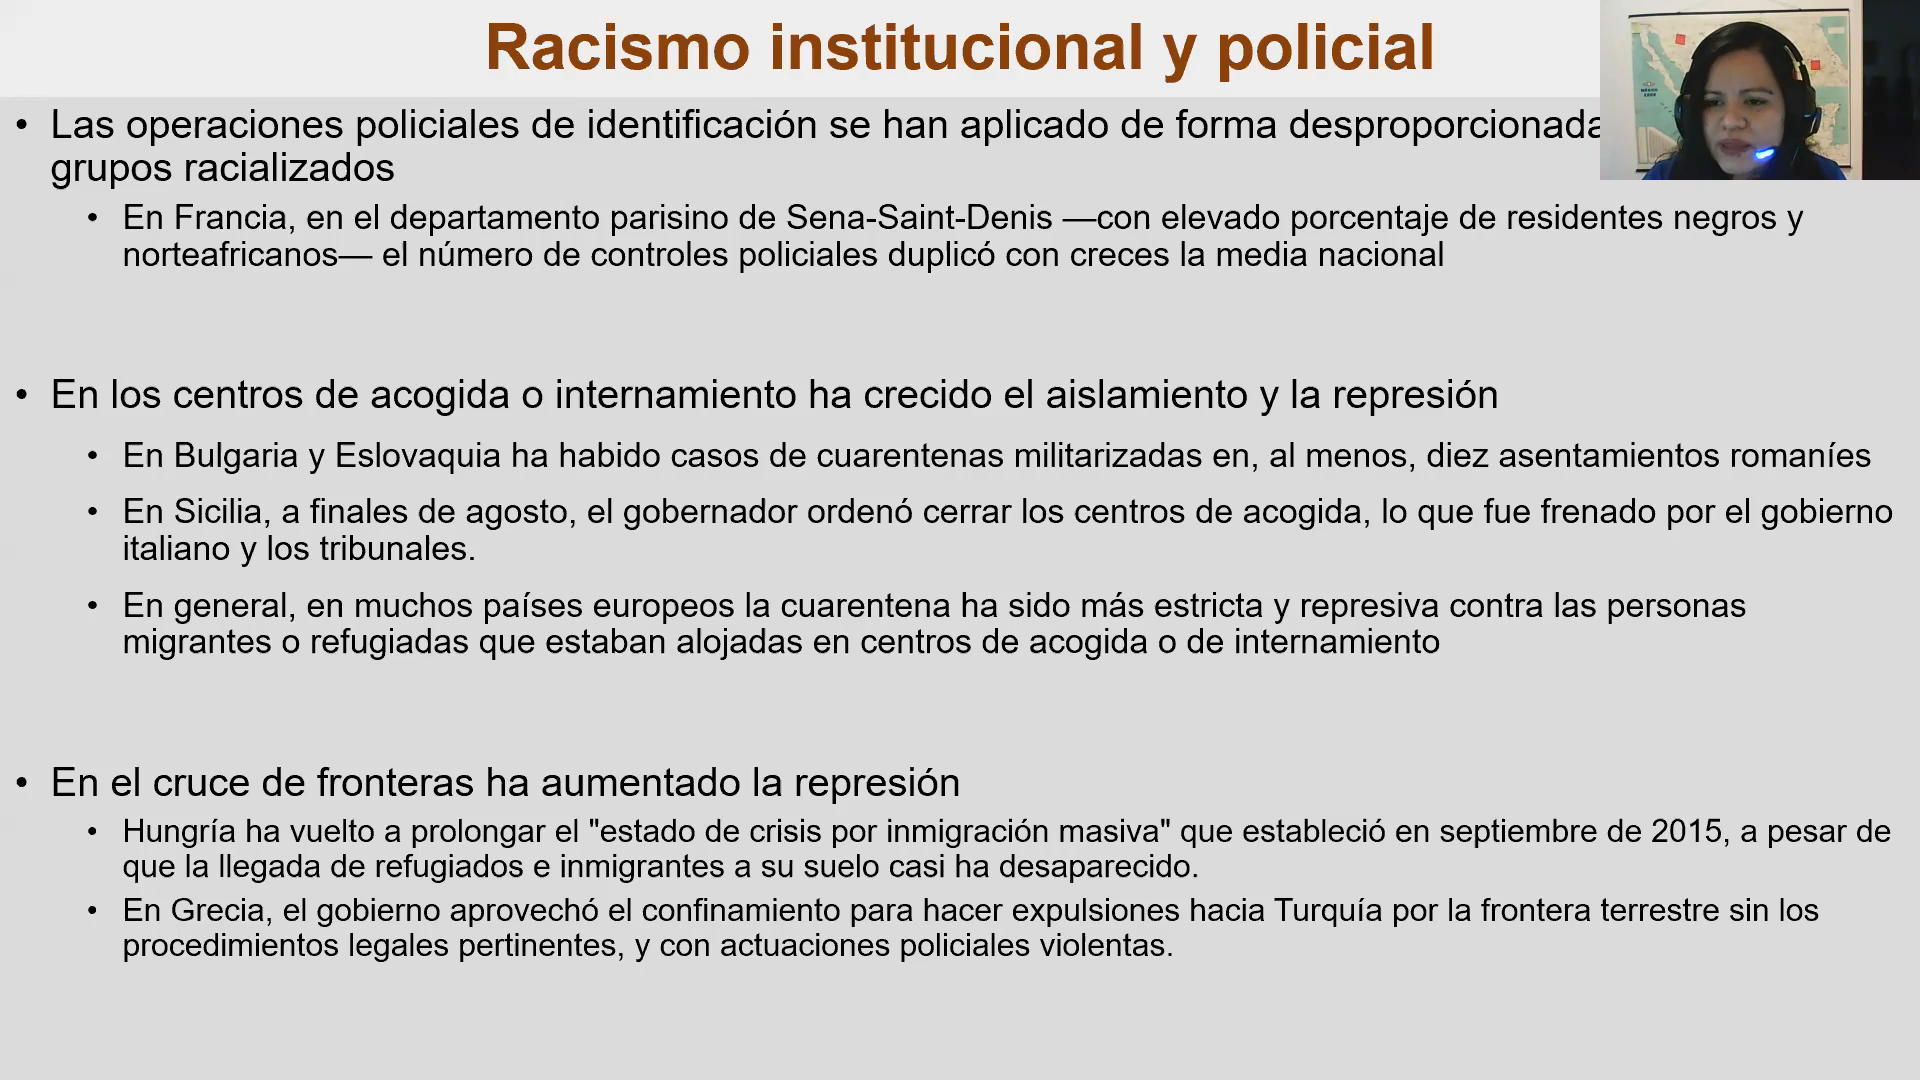 Racismo institucional y policial
• Las operaciones policiales de identificación se han aplicado de forma desproporcionada
grupos racializados
• En Francia, en el departamento parisino de Sena-Saint-Denis —con elevado porcentaje de residentes negros y
norteafricanos— el número de controles policiales duplicó con creces la media nacional
• En los centros de acogida o internamiento ha crecido el aislamiento y la represión
• En Bulgaria y Eslovaquia ha habido casos de cuarentenas militarizadas en, al menos, diez asentamientos romaníes
• En Sicilia, a finales de agosto, el gobernador ordenó cerrar los centros de acogida, lo que fue frenado por el gobierno
italiano y los tribunales.
• En general, en muchos países europeos la cuarentena ha sido más estricta y represiva contra las personas
migrantes o refugiadas que estaban alojadas en centros de acogida o de internamiento
• En el cruce de fronteras ha aumentado la represión
• Hungría ha vuelto a prolongar el "estado de crisis por inmigración masiva" que estableció en septiembre de 2015, a pesar de
que la llegada de refugiados e inmigrantes a su suelo casi ha desaparecido.
• En Grecia, el gobierno aprovechó el confinamiento para hacer expulsiones hacia Turquía por la frontera terrestre sin los
procedimientos legales pertinentes, y con actuaciones policiales violentas.